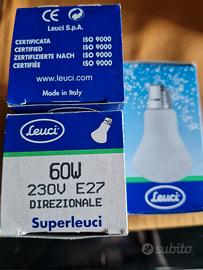 Leuci S.p.A.
CERTIFICATA ISO 9000
CERTIFIED ISO 9000
ZERTIFIZIERTE NACH ISO 9000
CERTIFIÉE ISO 9000
www.leuci.com
Made in Italy
Leuci
60W
230V E27
DIREZIONALE
Superleuci
Leuci
subito